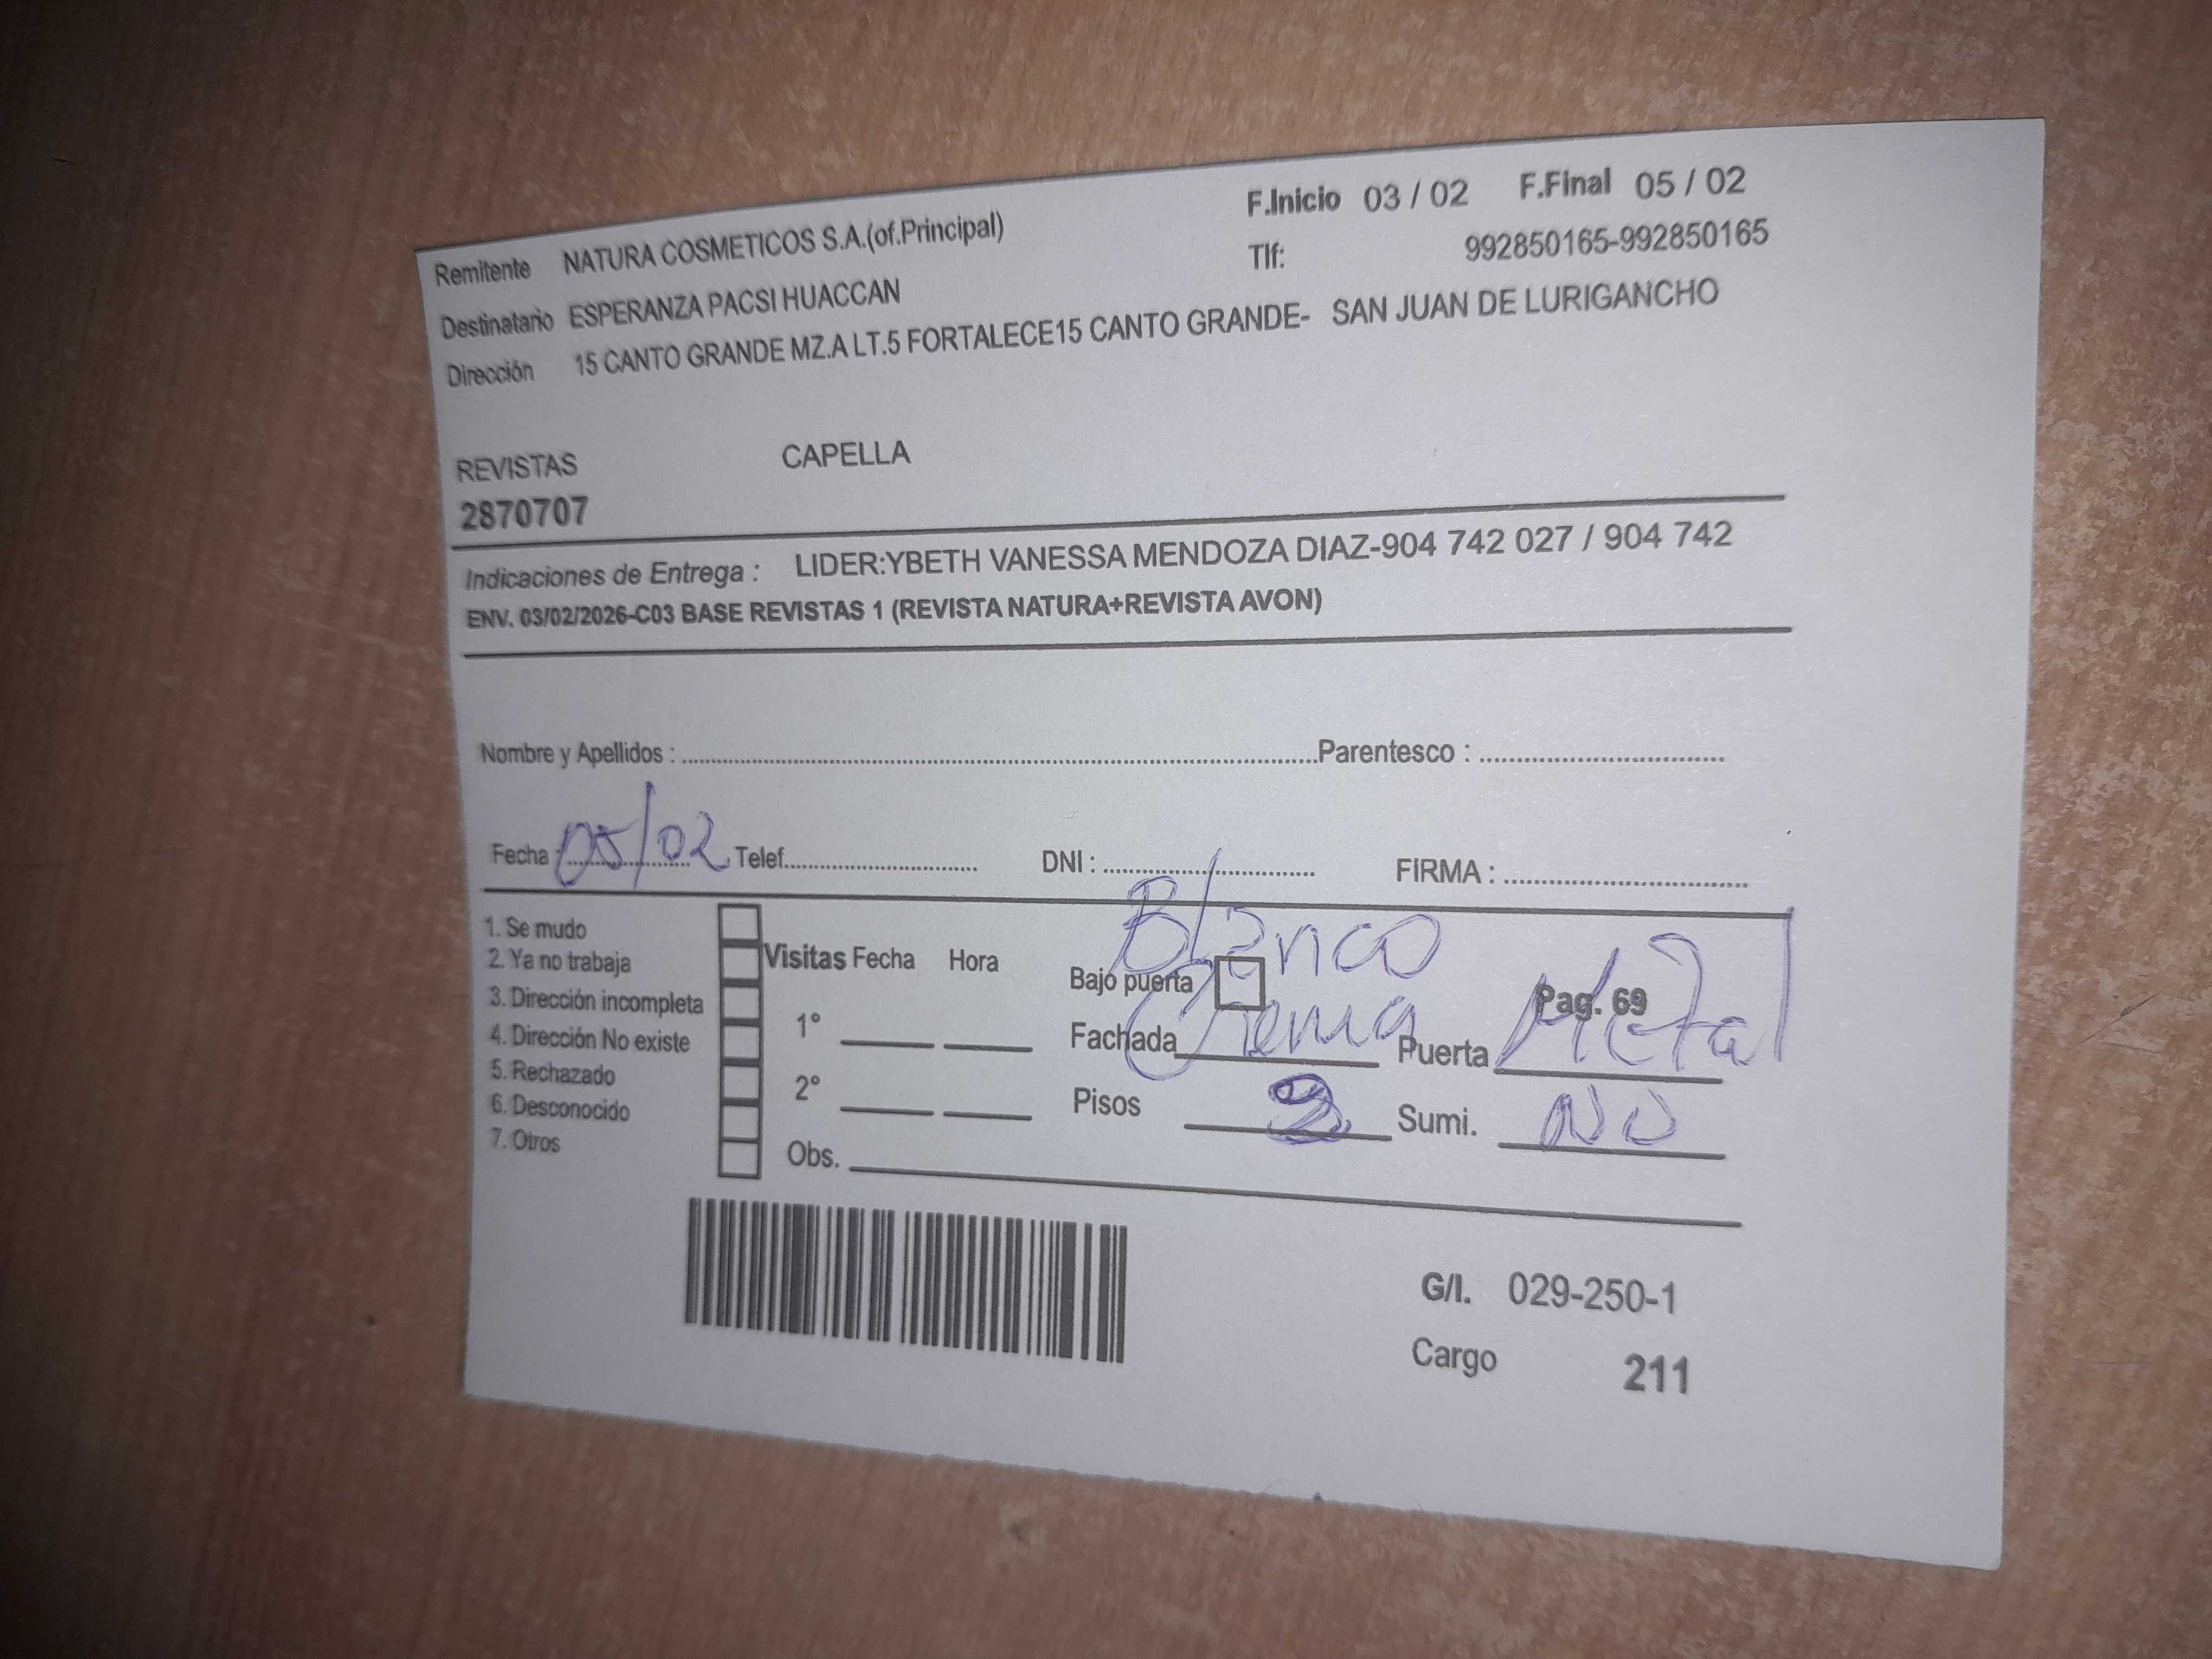 Remitente NATURA COSMETICOS S.A.(of.Principal) F.Inicio 03 / 02 F.Final 05 / 02
Destinatario ESPERANZA PACSI HUACCAN Tlf: 992850165-992850165
Dirección 15 CANTO GRANDE MZ.A LT.5 FORTALECE15 CANTO GRANDE- SAN JUAN DE LURIGANCHO
REVISTAS CAPELLA
2870707
Indicaciones de Entrega : LIDER:YBETH VANESSA MENDOZA DIAZ-904 742 027 / 904 742
ENV. 03/02/2026-C03 BASE REVISTAS 1 (REVISTA NATURA+REVISTA AVON)
Nombre y Apellidos : Parentesco :
Fecha : 05/02 Telef. DNI : FIRMA :
1. Se mudo
2. Ya no trabaja
3. Dirección incompleta
4. Dirección No existe
5. Rechazado
6. Desconocido
7. Otros
Visitas Fecha Hora
1°
2°
Obs.
Blanco
Bajo puerta Pag. 69
Fachada Crema Puerta Metal
Pisos Sumi. NO
G/I. 029-250-1
Cargo 211